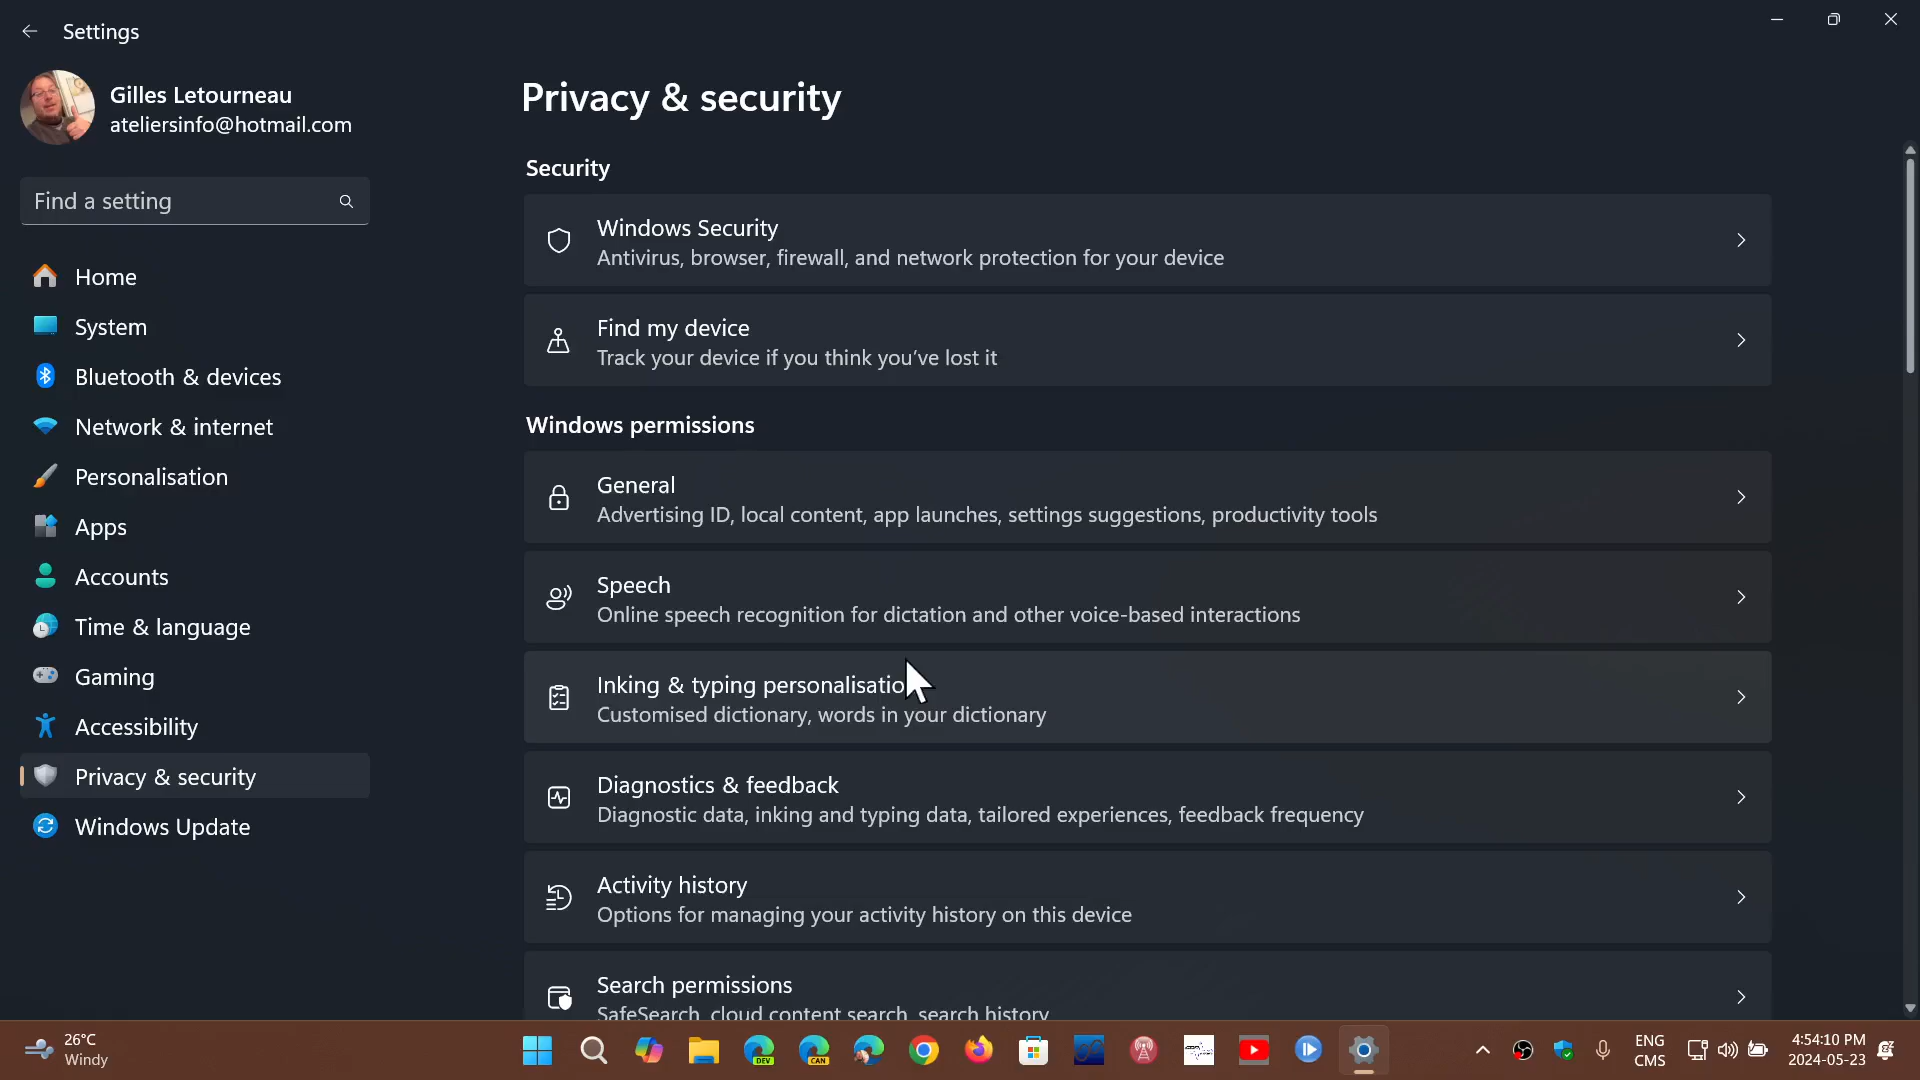 Settings
Gilles Letourneau
ateliersinfo@hotmail.com
Find a setting
Home
System
Bluetooth & devices
Network & internet
Personalisation
Apps
Accounts
Time & language
Gaming
Accessibility
Privacy & security
Windows Update
Privacy & security
Security
Windows Security
Antivirus, browser, firewall, and network protection for your device
Find my device
Track your device if you think you've lost it
Windows permissions
General
Advertising ID, local content, app launches, settings suggestions, productivity tools
Speech
Online speech recognition for dictation and other voice-based interactions
Inking & typing personalisatio
Customised dictionary, words in your dictionary
Diagnostics & feedback
Diagnostic data, inking and typing data, tailored experiences, feedback frequency
Activity history
Options for managing your activity history on this device
Search permissions
SafeSearch, cloud content search, search history
26°C
Windy
DEV
CAN
ENG
CMS
4:54:10 PM
2024-05-23